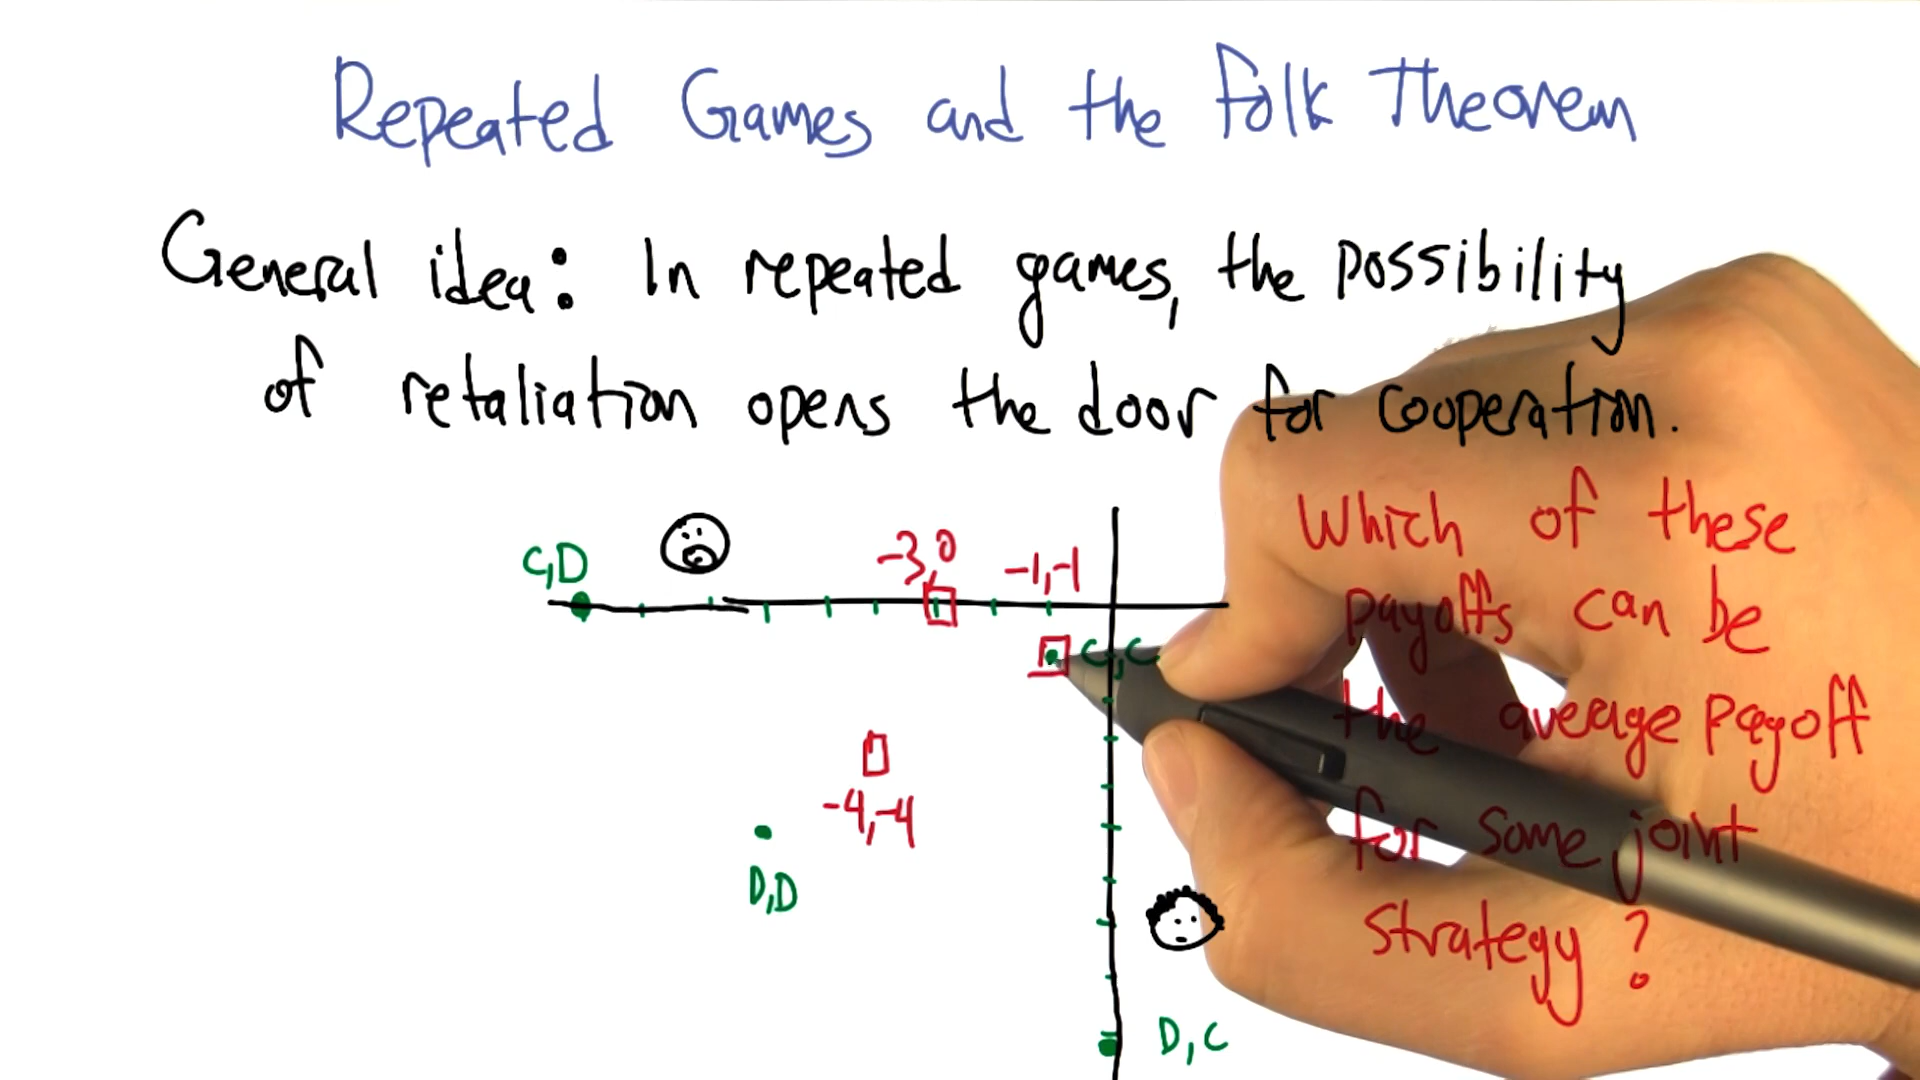 Repeated Games and the Folk Theorem
General idea: In repeated games, the possibility
of retaliation opens the door for cooperation.
Which of these
payoffs can be
the average payoff
for some joint
strategy?
C,D
-3,0
-1,-1
C,C
-4,-4
D,D
D,C